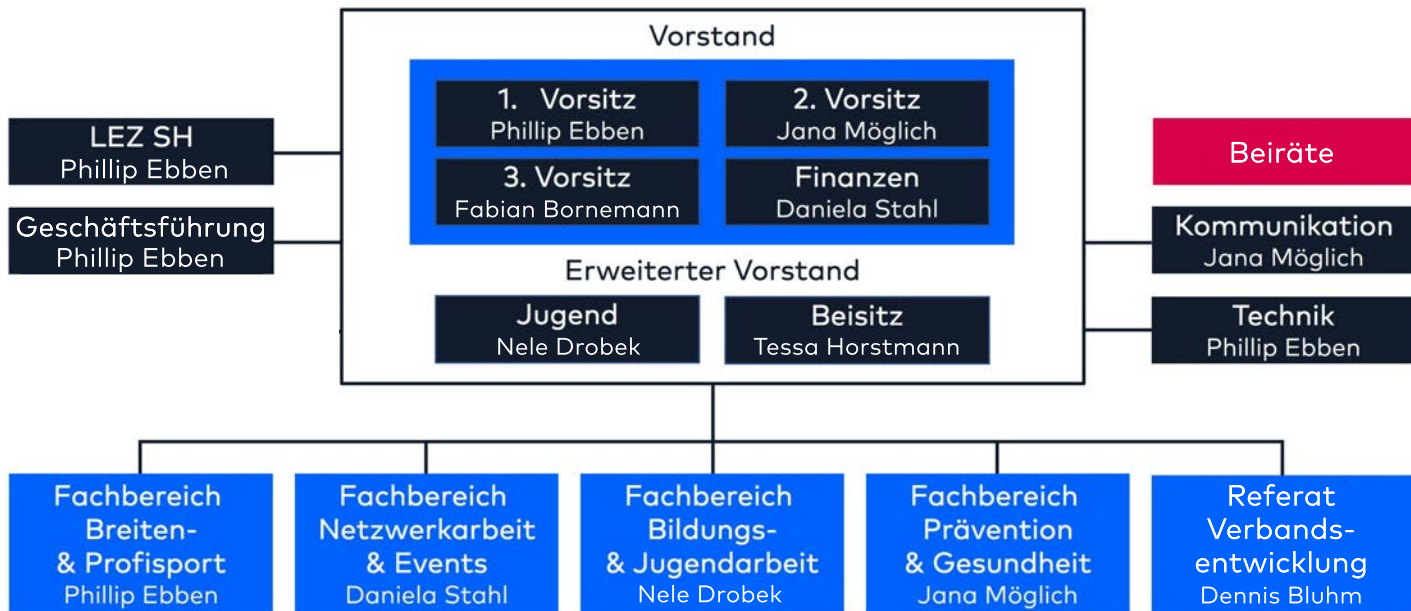 Vorstand
1. Vorsitz
Phillip Ebben
2. Vorsitz
Jana Möglich
3. Vorsitz
Fabian Bornemann
Finanzen
Daniela Stahl
Erweiterter Vorstand
Jugend
Nele Drobek
Beisitz
Tessa Horstmann
LEZ SH
Phillip Ebben
Geschäftsführung
Phillip Ebben
Beiräte
Kommunikation
Jana Möglich
Technik
Phillip Ebben
Fachbereich
Breiten-
& Profisport
Phillip Ebben
Fachbereich
Netzwerkarbeit
& Events
Daniela Stahl
Fachbereich
Bildungs-
& Jugendarbeit
Nele Drobek
Fachbereich
Prävention
& Gesundheit
Jana Möglich
Referat
Verbands-
entwicklung
Dennis Bluhm